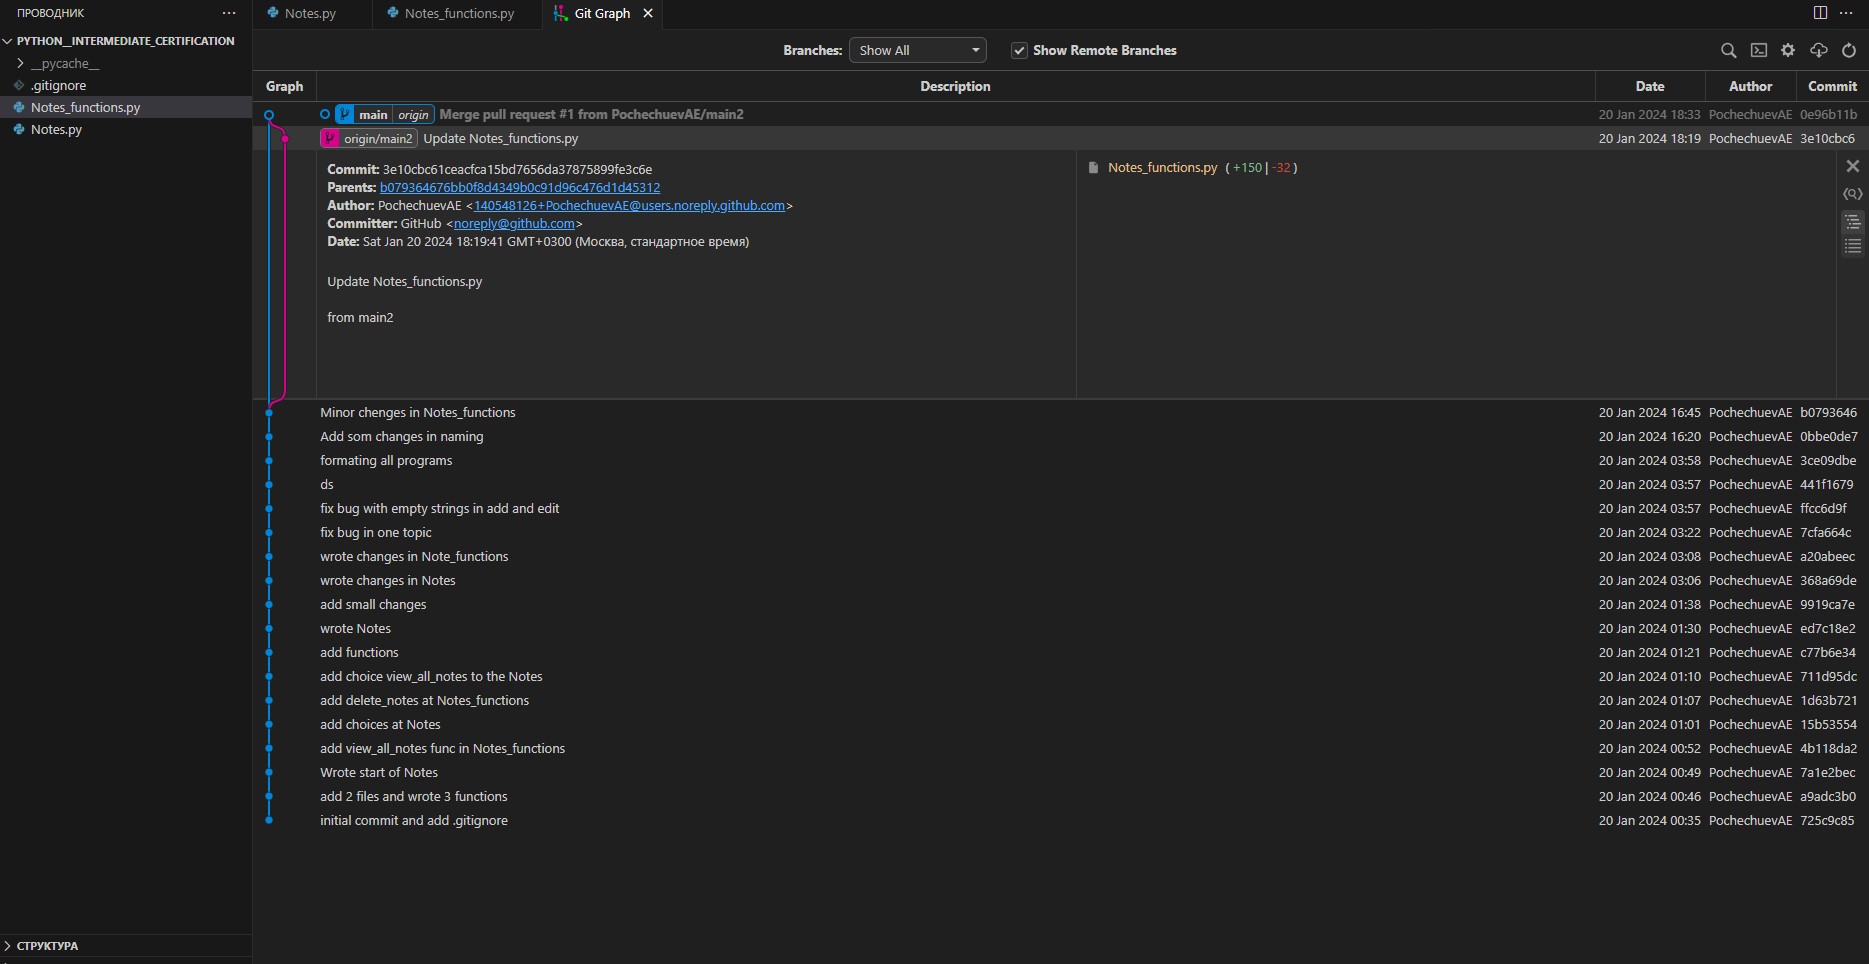 ПРОВОДНИК ···
PYTHON_INTERMEDIATE_CERTIFICATION
__pycache__
.gitignore
Notes_functions.py
Notes.py
СТРУКТУРА
Notes.py Notes_functions.py Git Graph
Branches: Show All Show Remote Branches
Graph Description Date Author Commit
main origin Merge pull request #1 from PochechuevAE/main2 20 Jan 2024 18:33 PochechuevAE 0e96b11b
origin/main2 Update Notes_functions.py 20 Jan 2024 18:19 PochechuevAE 3e10cbc6
Commit: 3e10cbc61ceacfca15bd7656da37875899fe3c6e
Parents: b079364676bb0f8d4349b0c91d96c476d1d45312
Author: PochechuevAE <140548126+PochechuevAE@users.noreply.github.com>
Committer: GitHub <noreply@github.com>
Date: Sat Jan 20 2024 18:19:41 GMT+0300 (Москва, стандартное время)
Update Notes_functions.py
from main2
Notes_functions.py ( +150 | -32 )
Minor chenges in Notes_functions 20 Jan 2024 16:45 PochechuevAE b0793646
Add som changes in naming 20 Jan 2024 16:20 PochechuevAE 0bbe0de7
formating all programs 20 Jan 2024 03:58 PochechuevAE 3ce09dbe
ds 20 Jan 2024 03:57 PochechuevAE 441f1679
fix bug with empty strings in add and edit 20 Jan 2024 03:57 PochechuevAE ffcc6d9f
fix bug in one topic 20 Jan 2024 03:22 PochechuevAE 7cfa664c
wrote changes in Note_functions 20 Jan 2024 03:08 PochechuevAE a20abeec
wrote changes in Notes 20 Jan 2024 03:06 PochechuevAE 368a69de
add small changes 20 Jan 2024 01:38 PochechuevAE 9919ca7e
wrote Notes 20 Jan 2024 01:30 PochechuevAE ed7c18e2
add functions 20 Jan 2024 01:21 PochechuevAE c77b6e34
add choice view_all_notes to the Notes 20 Jan 2024 01:10 PochechuevAE 711d95dc
add delete_notes at Notes_functions 20 Jan 2024 01:07 PochechuevAE 1d63b721
add choices at Notes 20 Jan 2024 01:01 PochechuevAE 15b53554
add view_all_notes func in Notes_functions 20 Jan 2024 00:52 PochechuevAE 4b118da2
Wrote start of Notes 20 Jan 2024 00:49 PochechuevAE 7a1e2bec
add 2 files and wrote 3 functions 20 Jan 2024 00:46 PochechuevAE a9adc3b0
initial commit and add .gitignore 20 Jan 2024 00:35 PochechuevAE 725c9c85